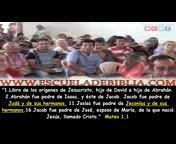 WWW.ESCUELADEBIBLIA.COM
"1 Libro de los orígenes de Jesucristo, hijo de David e hijo de Abrahán.
2 Abrahán fue padre de Isaac, y éste de Jacob. Jacob fue padre de
Judá y de sus hermanos. 11.Josías fue padre de Jeconías y de sus
hermanos.16.Jacob fue padre de José, esposo de María, de la que nació
Jesús, llamado Cristo." Mateo 1,1